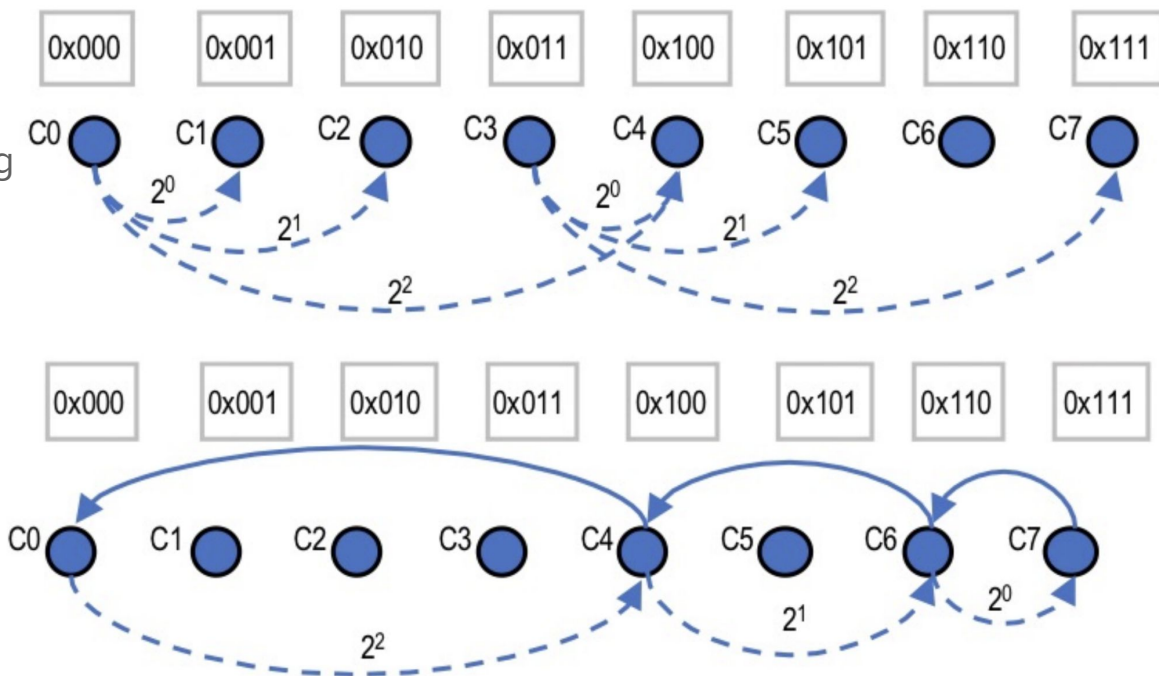 0x000 0x001 0x010 0x011 0x100 0x101 0x110 0x111
C0 C1 C2 C3 C4 C5 C6 C7
g
2⁰ 2⁰
2¹ 2¹
2² 2²
0x000 0x001 0x010 0x011 0x100 0x101 0x110 0x111
C0 C1 C2 C3 C4 C5 C6 C7
2⁰
2¹
2²